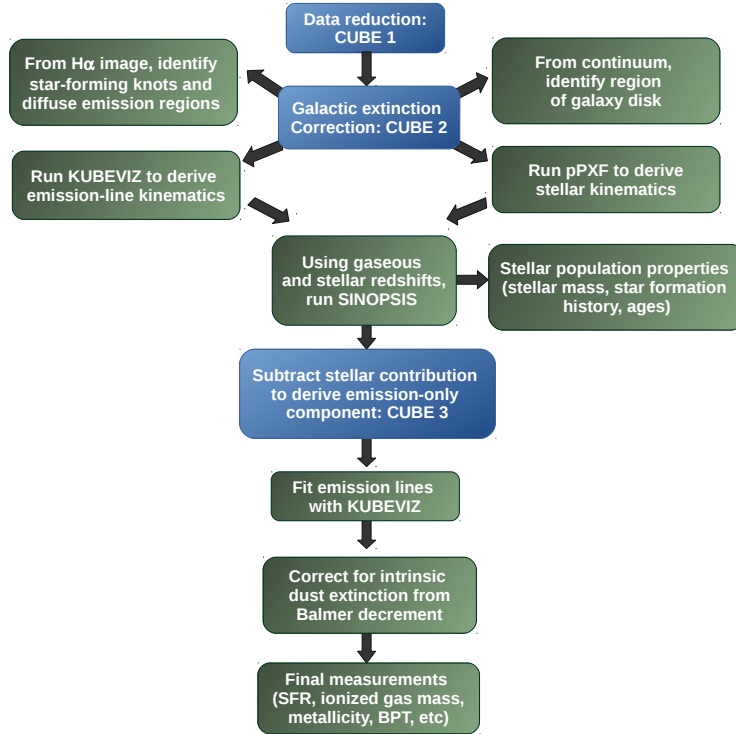 Data reduction:
CUBE 1
From Hα image, identify
star-forming knots and
diffuse emission regions
From continuum,
identify region
of galaxy disk
Galactic extinction
Correction: CUBE 2
Run KUBEVIZ to derive
emission-line kinematics
Run pPXF to derive
stellar kinematics
Using gaseous
and stellar redshifts,
run SINOPSIS
Stellar population properties
(stellar mass, star formation
history, ages)
Subtract stellar contribution
to derive emission-only
component: CUBE 3
Fit emission lines
with KUBEVIZ
Correct for intrinsic
dust extinction from
Balmer decrement
Final measurements
(SFR, ionized gas mass,
metallicity, BPT, etc)